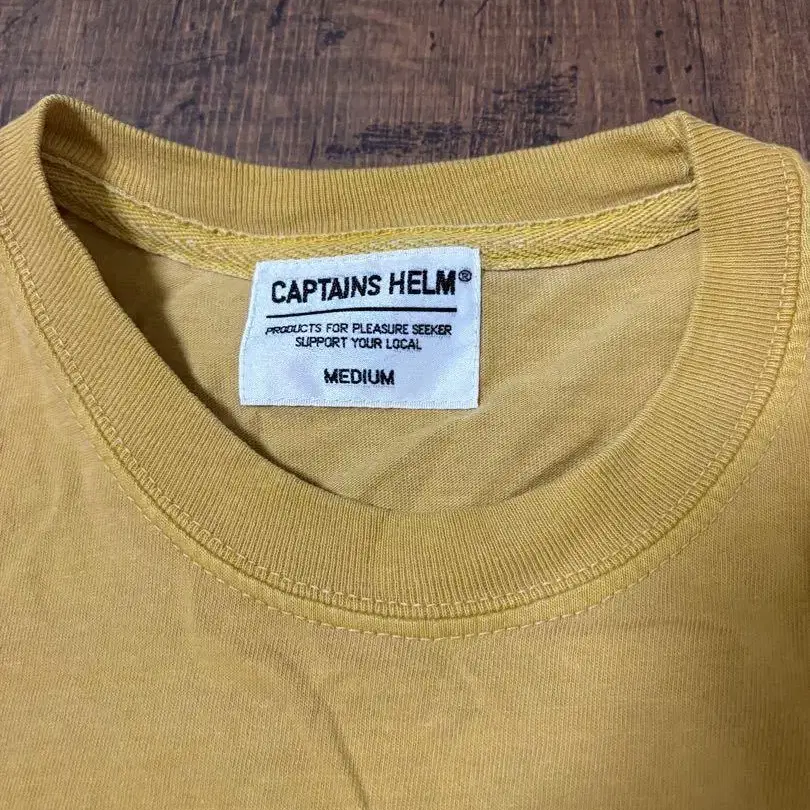 CAPTAINS HELM®
PRODUCTS FOR PLEASURE SEEKER
SUPPORT YOUR LOCAL
MEDIUM